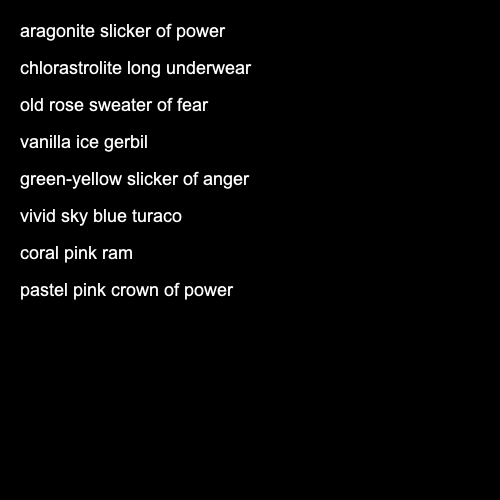 aragonite slicker of power
chlorastrolite long underwear
old rose sweater of fear
vanilla ice gerbil
green-yellow slicker of anger
vivid sky blue turaco
coral pink ram
pastel pink crown of power